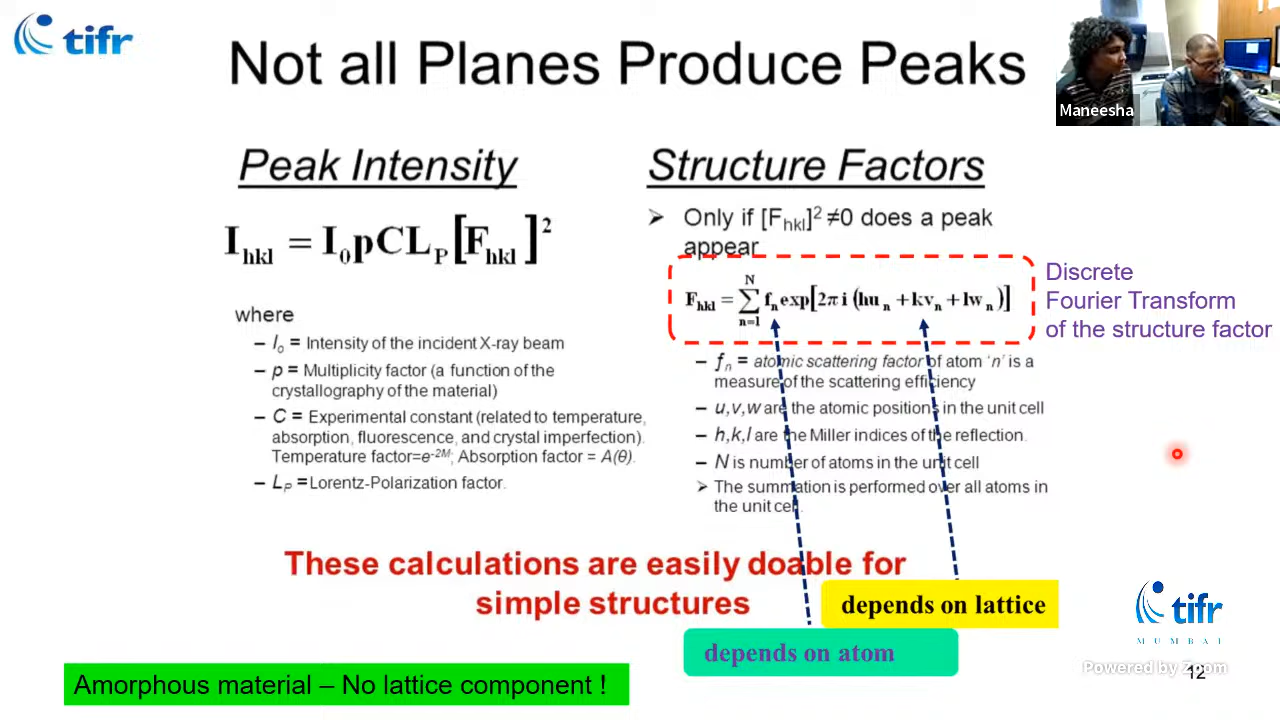 tifr
Not all Planes Produce Peaks
Maneesha
Peak Intensity
I_hkl = I_0pCL_P[F_hkl]^2
where
– I_o = Intensity of the incident X-ray beam
– p = Multiplicity factor (a function of the
crystallography of the material)
– C = Experimental constant (related to temperature,
absorption, fluorescence, and crystal imperfection).
Temperature factor=e^-2M; Absorption factor = A(θ).
– L_P =Lorentz-Polarization factor.
Structure Factors
➢ Only if [F_hkl]^2 ≠0 does a peak
appear
F_hkl = ∑_{n=1}^{N} f_n exp[2π i (hu_n +kv_n +lw_n)]
Discrete
Fourier Transform
of the structure factor
– f_n = atomic scattering factor of atom ‘n’ is a
measure of the scattering efficiency
– u,v,w are the atomic positions in the unit cell
– h,k,l are the Miller indices of the reflection.
– N is number of atoms in the unit cell
➢ The summation is performed over all atoms in
the unit cell.
These calculations are easily doable for
simple structures
depends on lattice
depends on atom
Amorphous material – No lattice component !
tifr
MUMBAI
Powered by Zoom
12